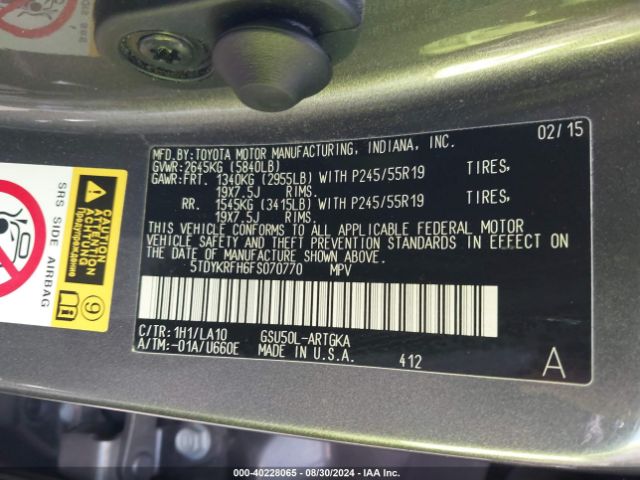 MFD.BY: TOYOTA MOTOR MANUFACTURING, INDIANA, INC. 02/15
GVWR: 2645KG (5840LB)
GAWR: FRT. 1340KG (2955LB) WITH P245/55R19 TIRES,
19X7.5J RIMS.
RR. 1545KG (3415LB) WITH P245/55R19 TIRES,
19X7.5J RIMS.
THIS VEHICLE CONFORMS TO ALL APPLICABLE FEDERAL MOTOR
VEHICLE SAFETY AND THEFT PREVENTION STANDARDS IN EFFECT ON
THE DATE OF MANUFACTURE SHOWN ABOVE.
5TDYKRFH6FS070770 MPV
C/TR: 1H1/LA10 GSU50L-ARTGKA
A/TM: -01A/U660E MADE IN U.S.A. 412 A
SRS SIDE AIRBAG
CAUTION
ATTENTION
ACHTUNG
Предупреждение
9
000-40228065 - 08/30/2024 - IAA Inc.